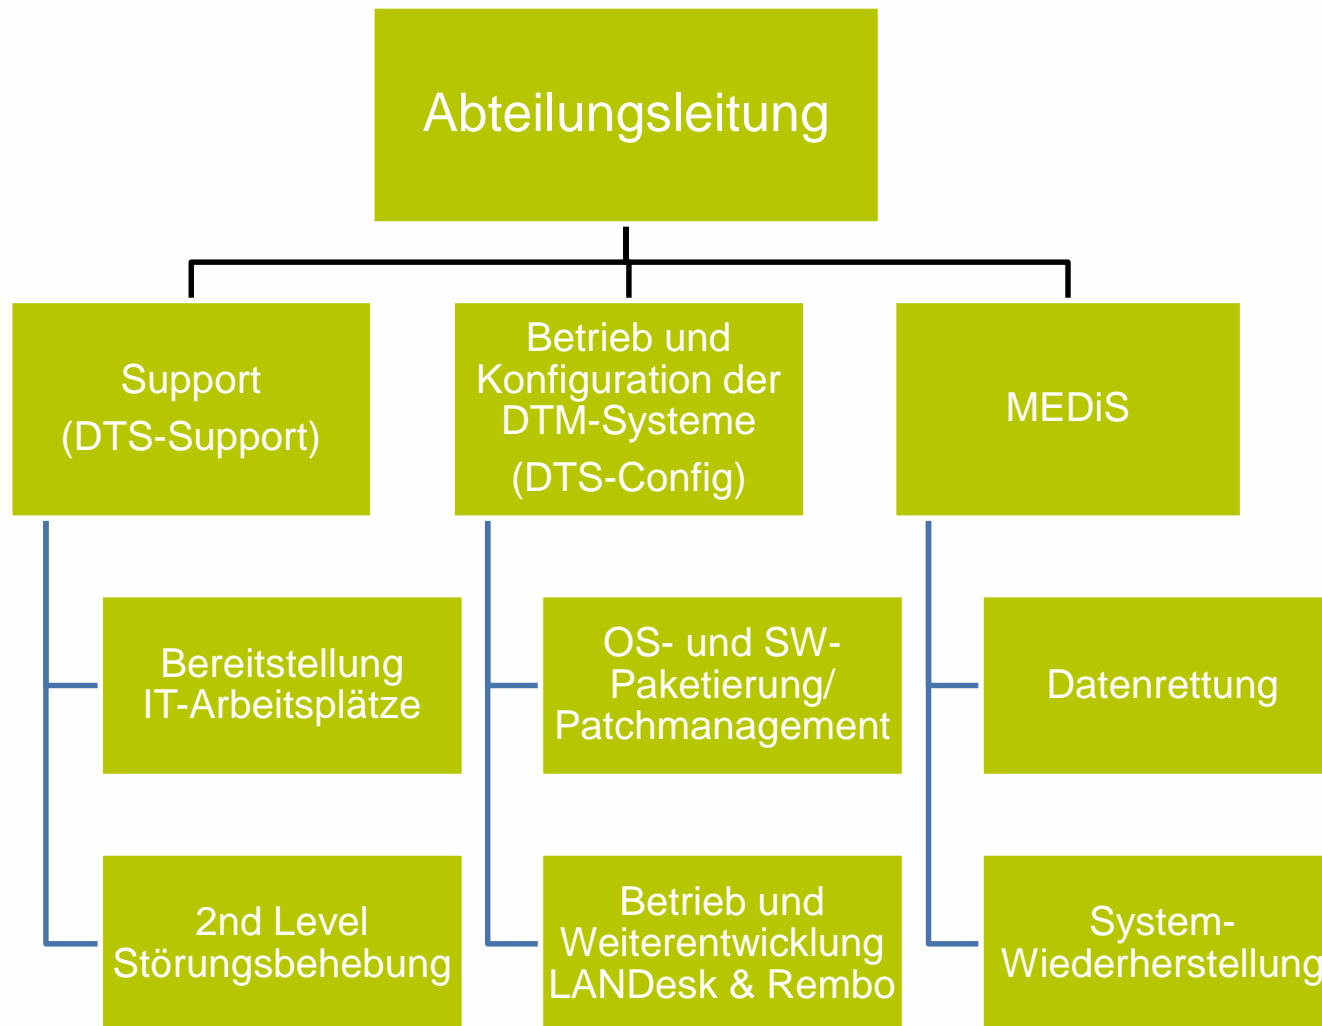 Abteilungsleitung
Support
(DTS-Support)
Betrieb und
Konfiguration der
DTM-Systeme
(DTS-Config)
MEDiS
Bereitstellung
IT-Arbeitsplätze
OS- und SW-
Paketierung/
Patchmanagement
Datenrettung
2nd Level
Störungsbehebung
Betrieb und
Weiterentwicklung
LANDesk & Rembo
System-
Wiederherstellung